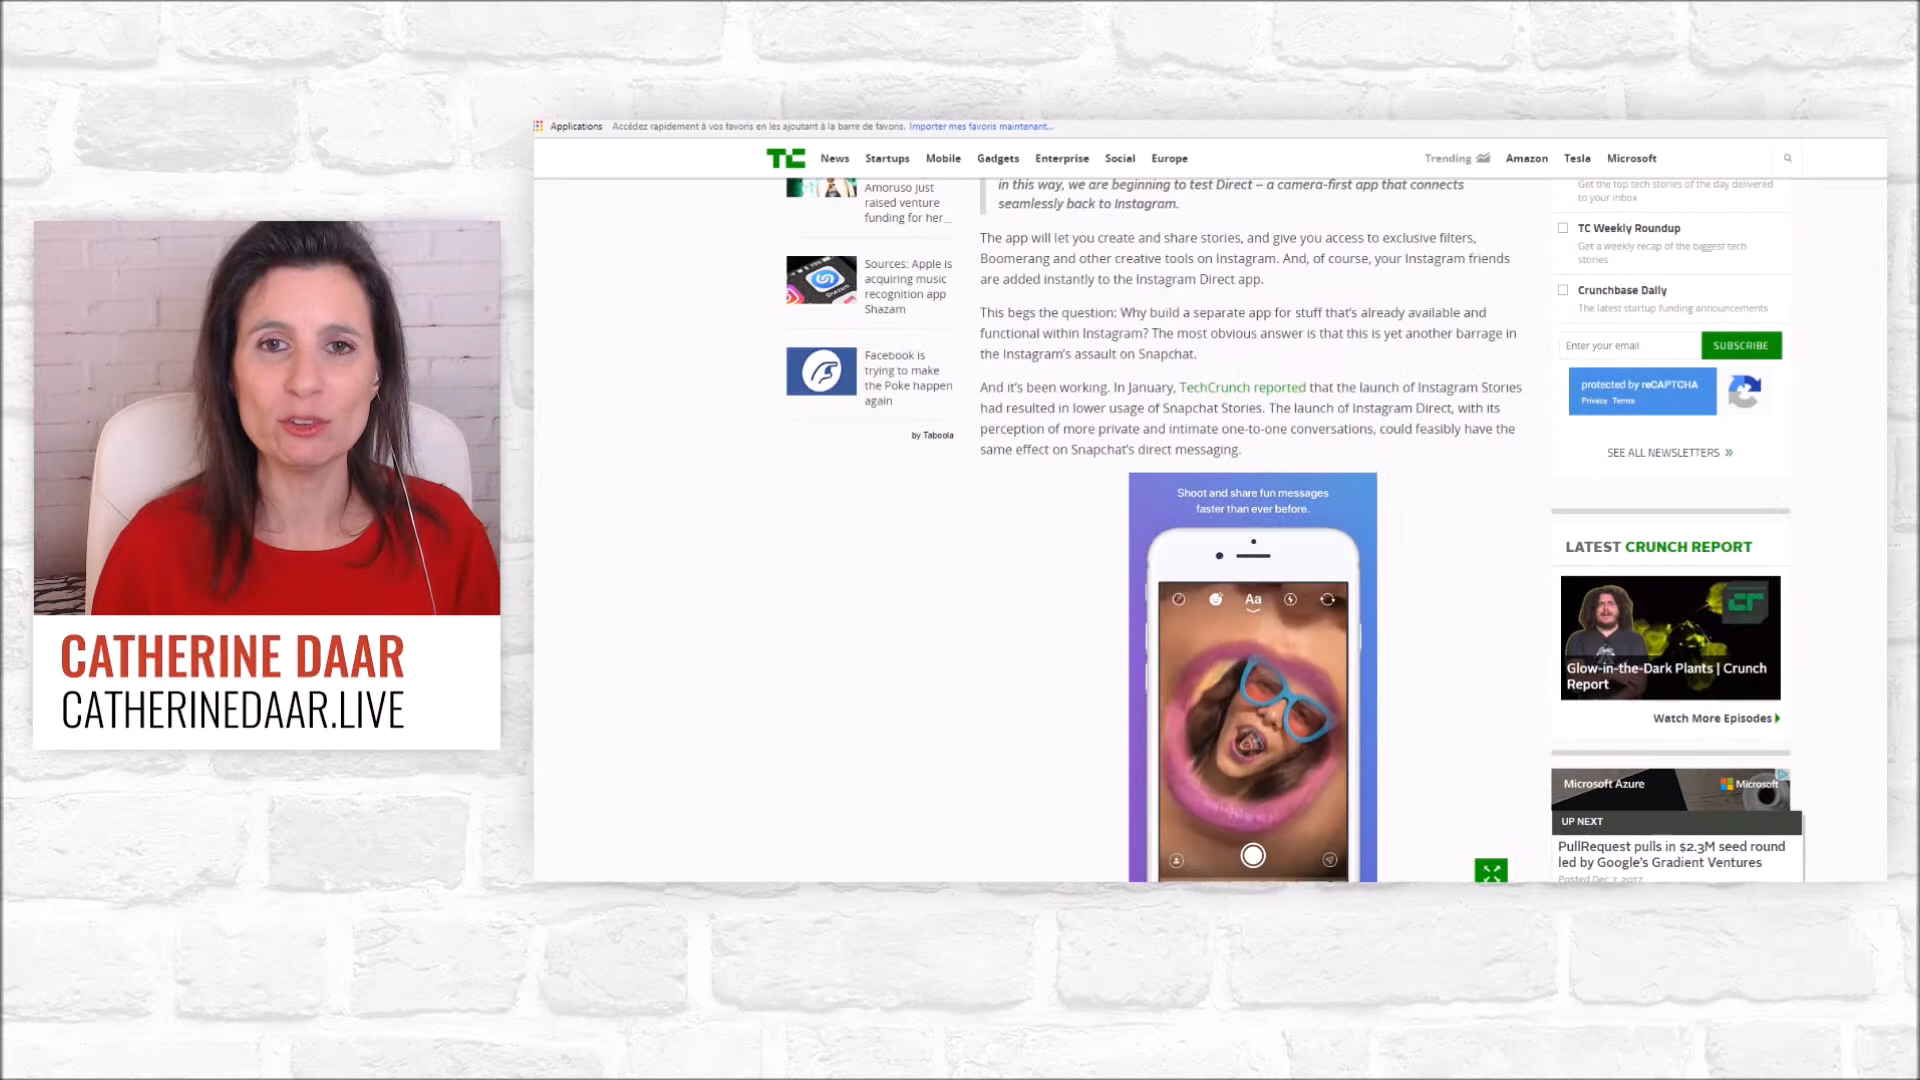 Applications Accédez rapidement à vos favoris en les ajoutant à la barre de favoris. Importer mes favoris maintenant...
TC News Startups Mobile Gadgets Enterprise Social Europe Trending Amazon Tesla Microsoft
Amoruso just
raised venture
funding for her...
Sources: Apple is
acquiring music
recognition app
Shazam
Facebook is
trying to make
the Poke happen
again
by Taboola
in this way, we are beginning to test Direct – a camera-first app that connects
seamlessly back to Instagram.
The app will let you create and share stories, and give you access to exclusive filters,
Boomerang and other creative tools on Instagram. And, of course, your Instagram friends
are added instantly to the Instagram Direct app.
This begs the question: Why build a separate app for stuff that's already available and
functional within Instagram? The most obvious answer is that this is yet another barrage in
the Instagram's assault on Snapchat.
And it's been working. In January, TechCrunch reported that the launch of Instagram Stories
had resulted in lower usage of Snapchat Stories. The launch of Instagram Direct, with its
perception of more private and intimate one-to-one conversations, could feasibly have the
same effect on Snapchat's direct messaging.
Shoot and share fun messages
faster than ever before.
Aa
Get the top tech stories of the day delivered
to your inbox
TC Weekly Roundup
Get a weekly recap of the biggest tech
stories
Crunchbase Daily
The latest startup funding announcements
Enter your email SUBSCRIBE
protected by reCAPTCHA
Privacy Terms
SEE ALL NEWSLETTERS »
LATEST CRUNCH REPORT
Glow-in-the-Dark Plants | Crunch
Report
Watch More Episodes
Microsoft Azure Microsoft
UP NEXT
PullRequest pulls in $2.3M seed round
led by Google's Gradient Ventures
Posted Dec 7, 2017
CATHERINE DAAR
CATHERINEDAAR.LIVE